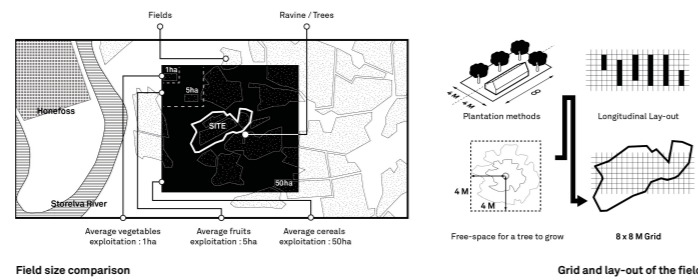 Fields
Ravine / Trees
1ha
5ha
Honefoss
SITE
50ha
Storelva River
Average vegetables
exploitation : 1ha
Average fruits
exploitation : 5ha
Average cereals
exploitation : 50ha
Field size comparison
4 M
4 M
8
Plantation methods
Longitudinal Lay-out
4 M
4 M
Free-space for a tree to grow
8 x 8 M Grid
Grid and lay-out of the field